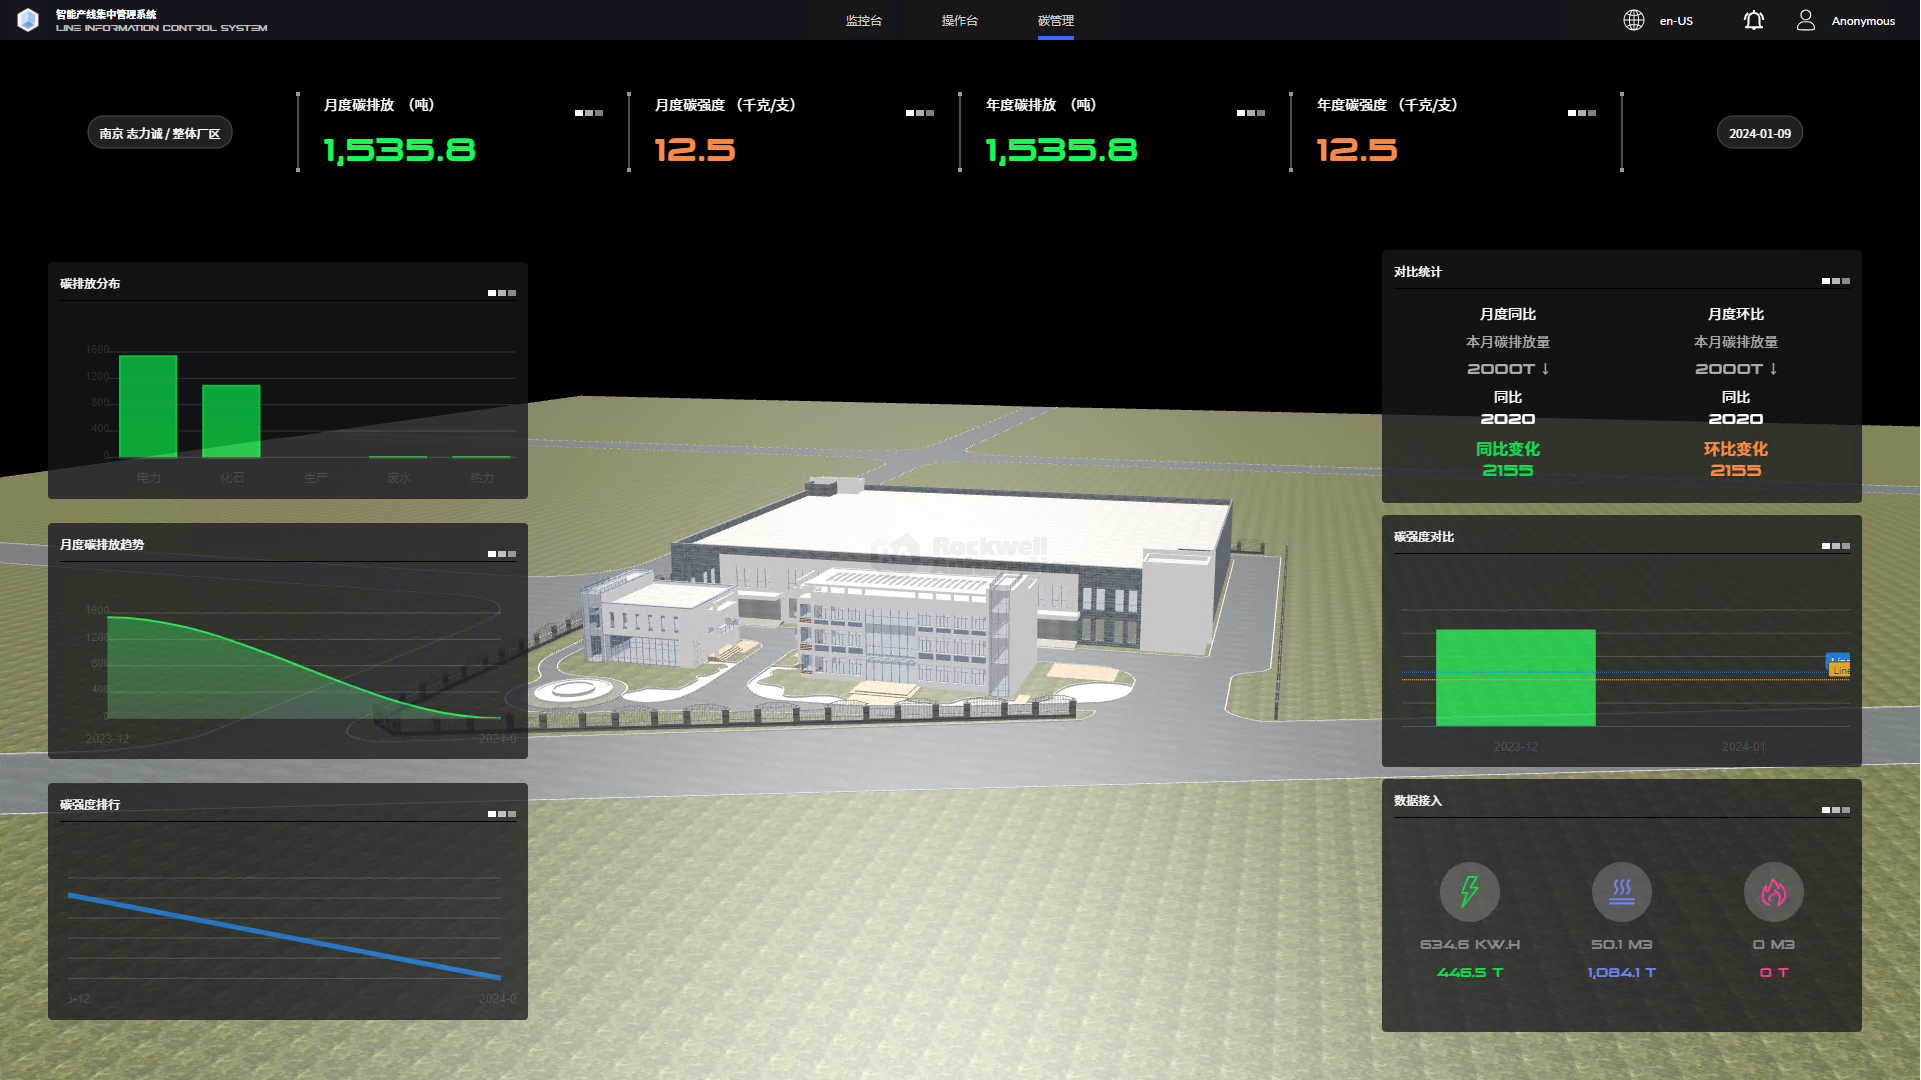 智能产线集中管理系统
LINE INFORMATION CONTROL SYSTEM
监控台
操作台
碳管理
en-US
Anonymous
南京 志力诚 / 整体厂区
月度碳排放 （吨）
1,535.8
月度碳强度 （千克/支）
12.5
年度碳排放 （吨）
1,535.8
年度碳强度 （千克/支）
12.5
2024-01-09
碳排放分布
1600
1200
800
400
0
电力
化石
生产
废水
热力
月度碳排放趋势
1600
1200
800
400
2023-12
2024-0
碳强度排行
3-12
2024-0
Rockwell
对比统计
月度同比
本月碳排放量
2000T ↓
同比
2020
同比变化
2155
月度环比
本月碳排放量
2000T ↓
同比
2020
环比变化
2155
碳强度对比
Line
Line
2023-12
2024-01
数据接入
634.6 KW.H
446.5 T
50.1 M3
1,084.1 T
0 M3
0 T